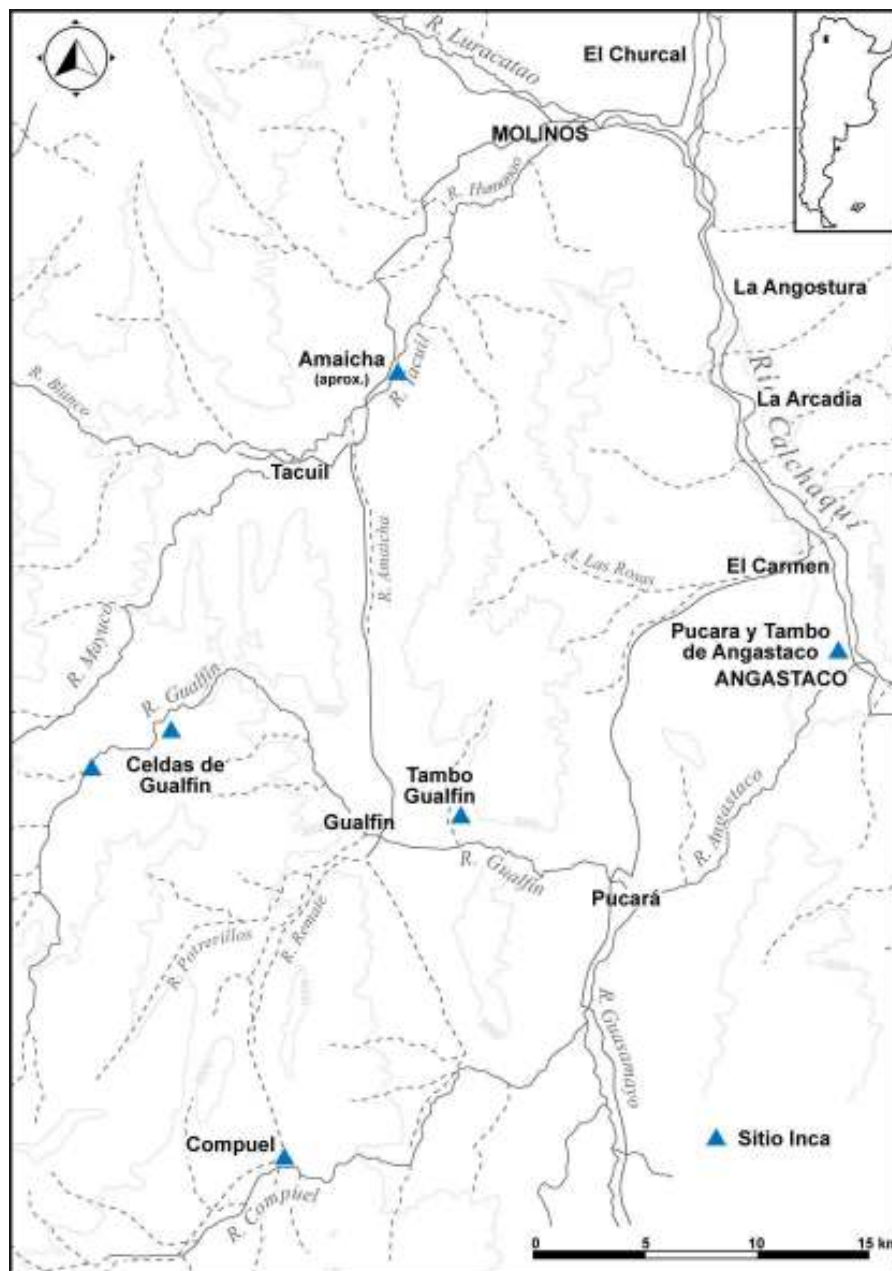 R. Luracatao
El Churcal
MOLINOS
R. Humanao
La Angostura
Amaicha
(aprox.)
R. Tacuil
R. Blanco
La Arcadia
Río Calchaquí
Tacuil
R. Amaicha
A. Las Rosas
El Carmen
R. Mayuco
Pucara y Tambo
de Angastaco
ANGASTACO
R. Gualfín
Celdas de
Gualfín
Tambo
Gualfín
R. Angastaco
Gualfín
R. Gualfín
Pucará
R. Potrerillos
R. Remate
R. Guasamayo
Compuel
Sitio Inca
R. Compuel
0 5 10 15 km